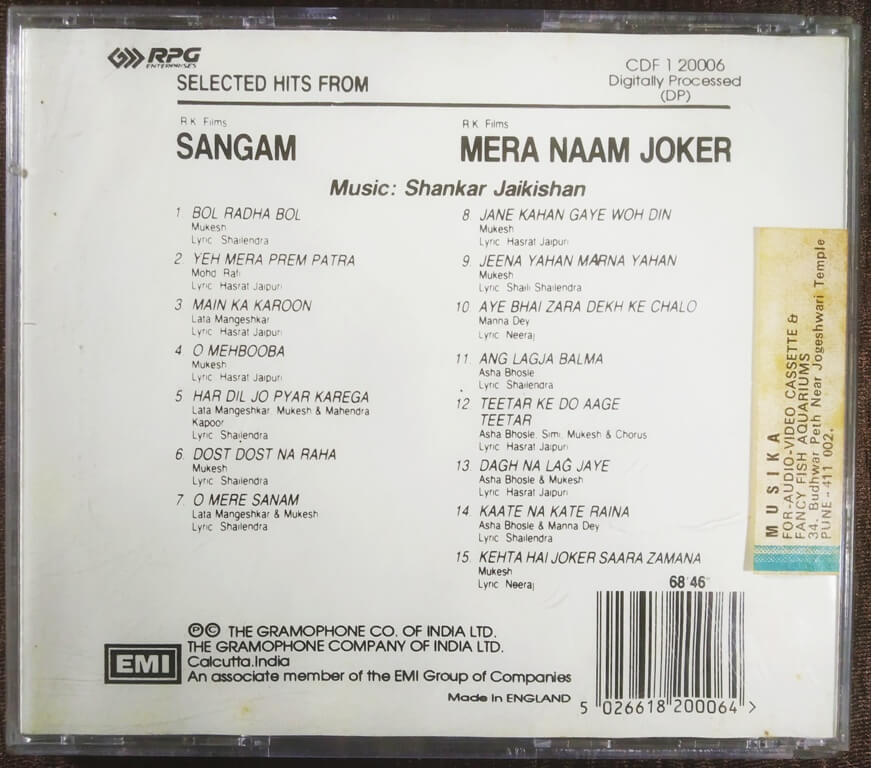 RPG
ENTERPRISES
SELECTED HITS FROM
CDF 1 20006
Digitally Processed
(DP)
R K Films
SANGAM
R K Films
MERA NAAM JOKER
Music: Shankar Jaikishan
1. BOL RADHA BOL
Mukesh
Lyric Shailendra
2. YEH MERA PREM PATRA
Mohd Rafi
Lyric Hasrat Jaipuri
3 MAIN KA KAROON
Lata Mangeshkar
Lyric Hasrat Jaipuri
4 O MEHBOOBA
Mukesh
Lyric Hasrat Jaipuri
5 HAR DIL JO PYAR KAREGA
Lata Mangeshkar Mukesh & Mahendra
Kapoor
Lyric Shailendra
6. DOST DOST NA RAHA
Mukesh
Lyric Shailendra
7. O MERE SANAM
Lata Mangeshkar & Mukesh
Lyric Shailendra
8. JANE KAHAN GAYE WOH DIN
Mukesh
Lyric Hasrat Jaipuri
9. JEENA YAHAN MARNA YAHAN
Mukesh
Lyric Shaili Shailendra
10 AYE BHAI ZARA DEKH KE CHALO
Manna Dey
Lyric Neeraj
11. ANG LAGJA BALMA
Asha Bhosle
Lyric Shailendra
12. TEETAR KE DO AAGE
TEETAR
Asha Bhosle, Simi, Mukesh & Chorus
Lyric Hasrat Jaipuri
13. DAGH NA LAG JAYE
Asha Bhosle & Mukesh
Lyric Hasrat Jaipuri
14. KAATE NA KATE RAINA
Asha Bhosle & Manna Dey
Lyric Shailendra
15. KEHTA HAI JOKER SAARA ZAMANA
Mukesh
Lyric Neeraj
68'46"
MUSIKA
FOR-AUDIO-VIDEO CASSETTE &
FANCY FISH AQUARIUMS
34, Budhwar Peth Near Jogeshwari Temple
PUNE-411 002.
EMI
℗© THE GRAMOPHONE CO. OF INDIA LTD.
THE GRAMOPHONE COMPANY OF INDIA LTD.
Calcutta.India
An associate member of the EMI Group of Companies
Made in ENGLAND
5 026618 200064 >